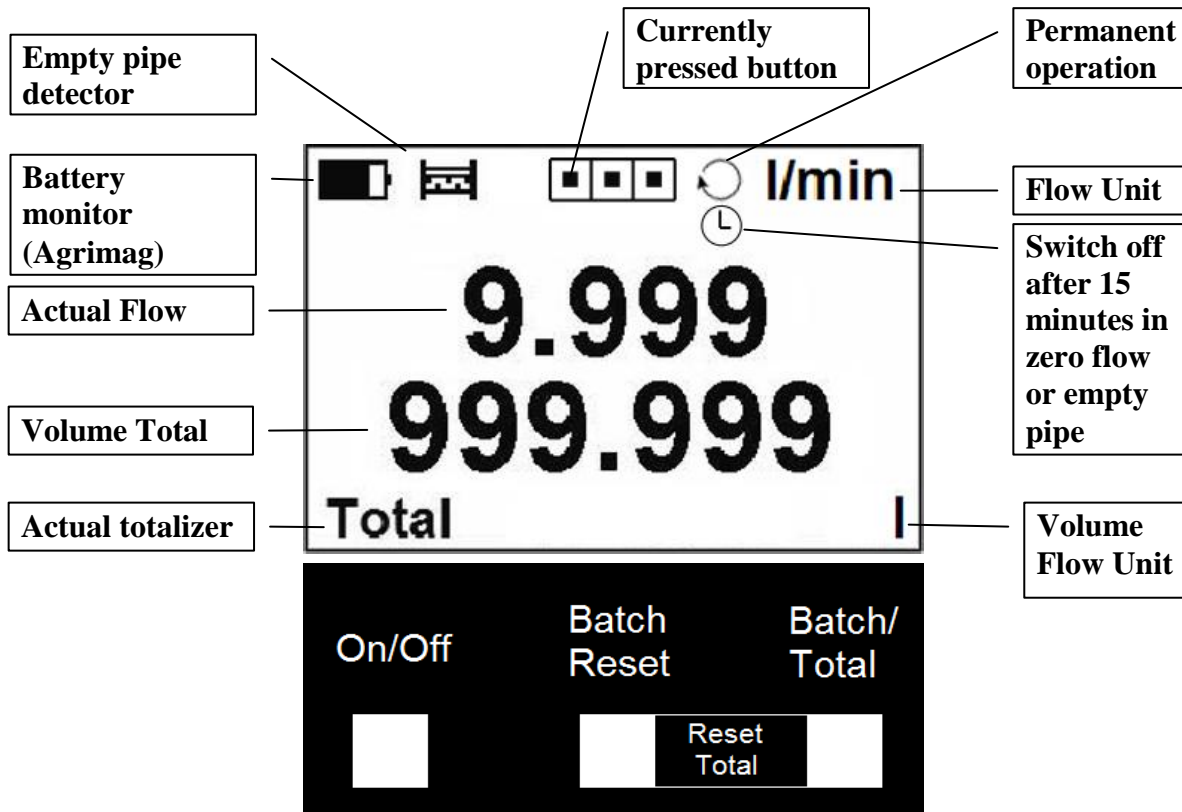 Empty pipe
detector
Currently
pressed button
Permanent
operation
Battery
monitor
(Agrimag)
l/min
Flow Unit
Switch off
after 15
minutes in
zero flow
or empty
pipe
Actual Flow
9.999
Volume Total
999.999
Actual totalizer
Total
l
Volume
Flow Unit
On/Off
Batch
Reset
Batch/
Total
Reset
Total